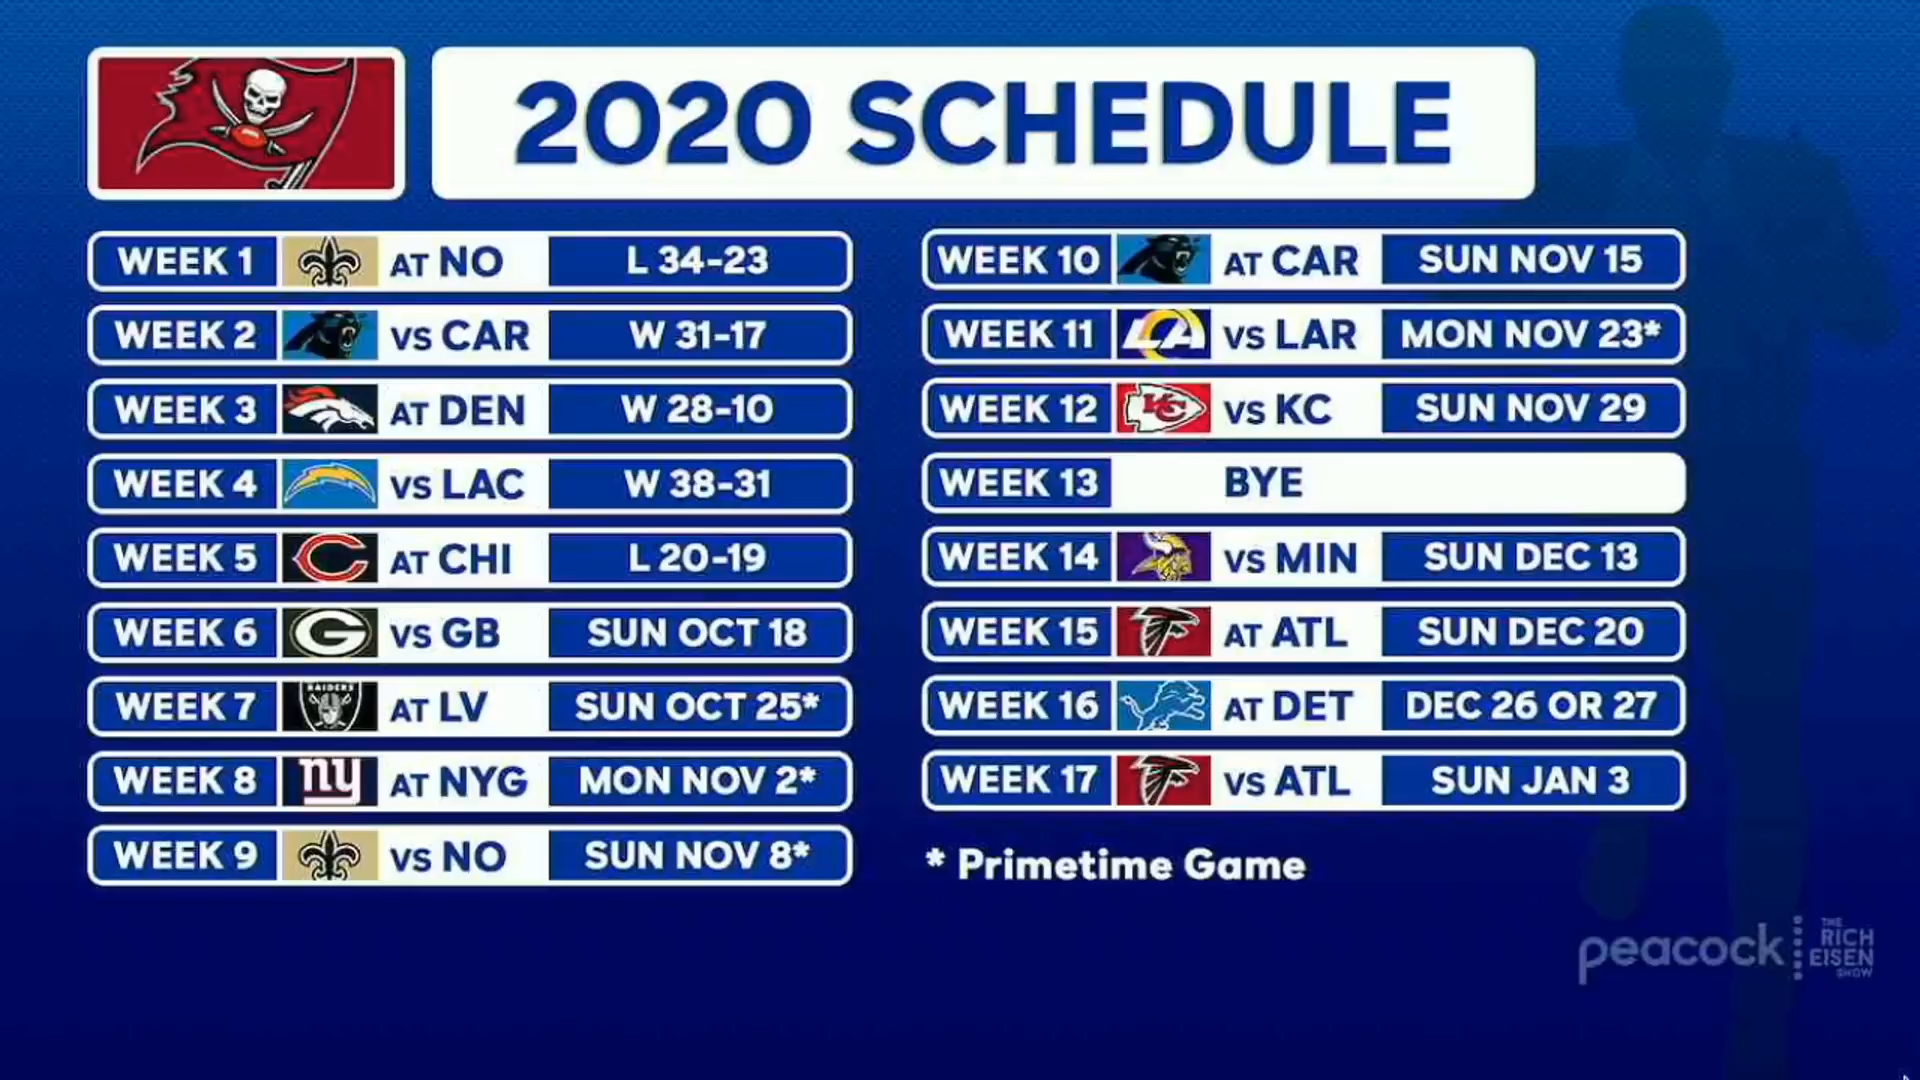 2020 SCHEDULE
WEEK 1 AT NO L 34-23
WEEK 2 VS CAR W 31-17
WEEK 3 AT DEN W 28-10
WEEK 4 VS LAC W 38-31
WEEK 5 AT CHI L 20-19
WEEK 6 VS GB SUN OCT 18
WEEK 7 RAIDERS AT LV SUN OCT 25*
WEEK 8 ny AT NYG MON NOV 2*
WEEK 9 VS NO SUN NOV 8*
WEEK 10 AT CAR SUN NOV 15
WEEK 11 LA VS LAR MON NOV 23*
WEEK 12 KC VS KC SUN NOV 29
WEEK 13 BYE
WEEK 14 VS MIN SUN DEC 13
WEEK 15 AT ATL SUN DEC 20
WEEK 16 AT DET DEC 26 OR 27
WEEK 17 VS ATL SUN JAN 3
* Primetime Game
peacock
THE
RICH
EISEN
SHOW